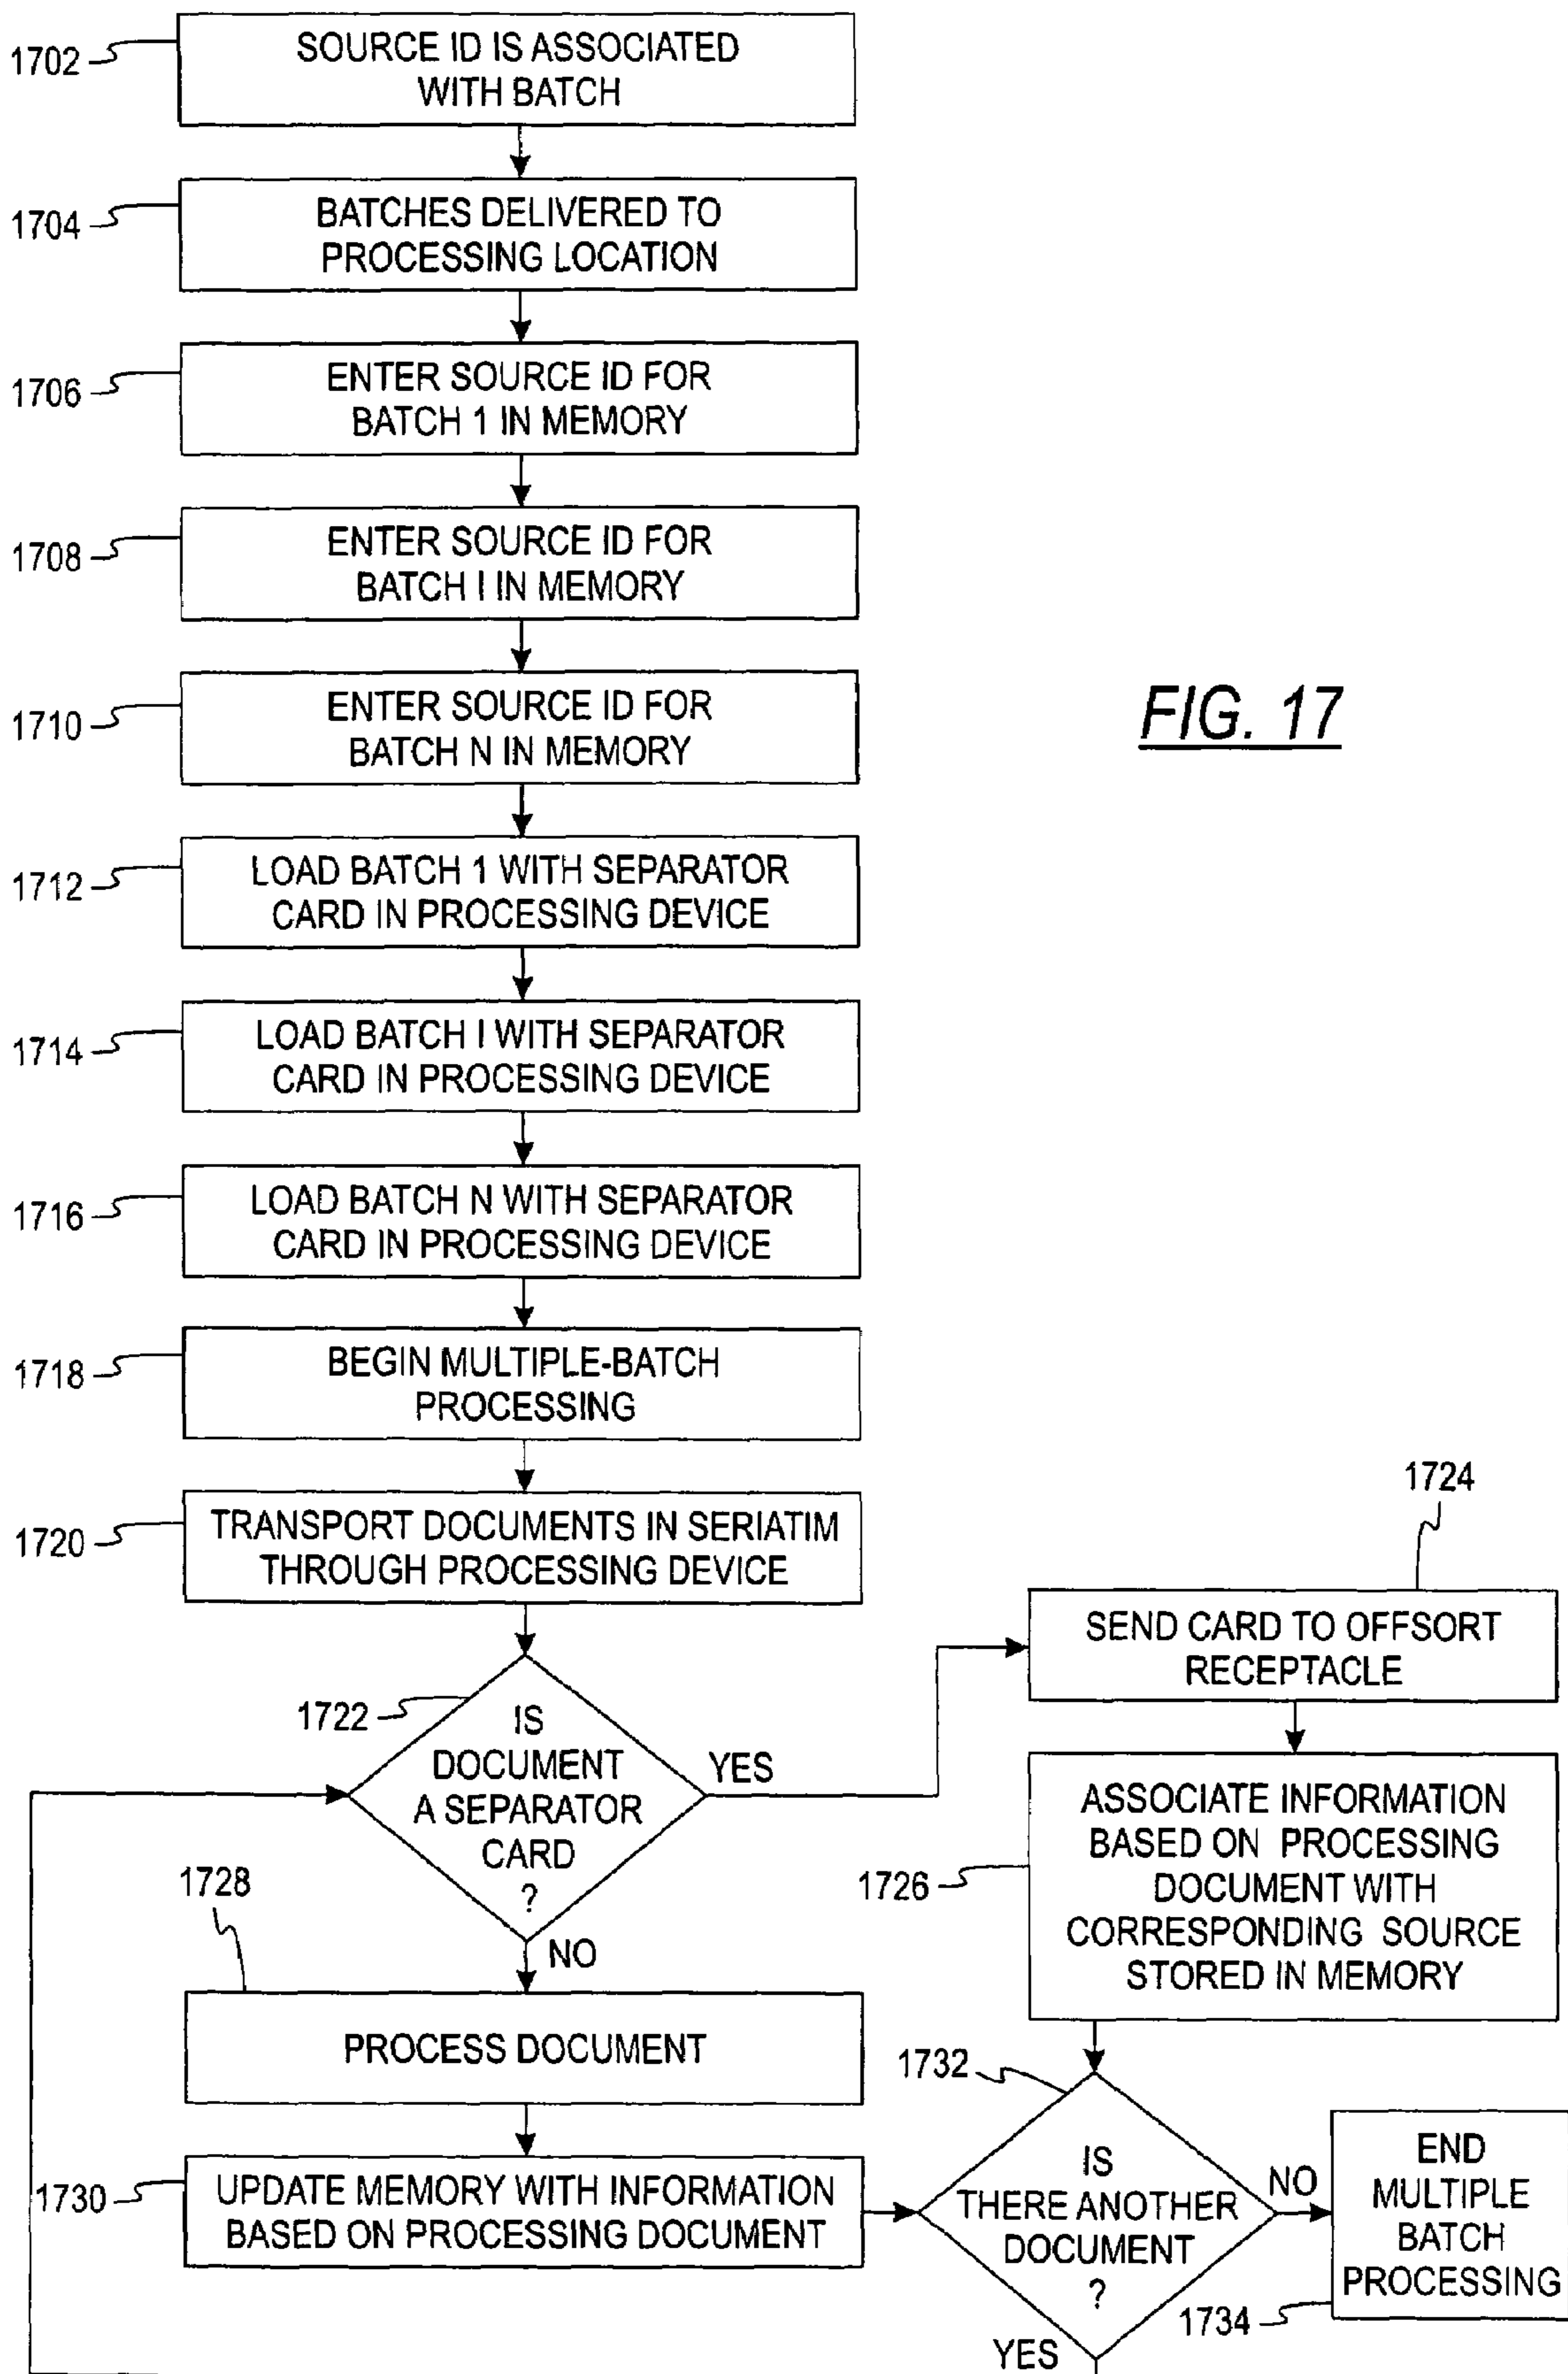 1702
SOURCE ID IS ASSOCIATED
WITH BATCH
1704
BATCHES DELIVERED TO
PROCESSING LOCATION
1706
ENTER SOURCE ID FOR
BATCH 1 IN MEMORY
1708
ENTER SOURCE ID FOR
BATCH I IN MEMORY
1710
ENTER SOURCE ID FOR
BATCH N IN MEMORY
FIG. 17
1712
LOAD BATCH 1 WITH SEPARATOR
CARD IN PROCESSING DEVICE
1714
LOAD BATCH I WITH SEPARATOR
CARD IN PROCESSING DEVICE
1716
LOAD BATCH N WITH SEPARATOR
CARD IN PROCESSING DEVICE
1718
BEGIN MULTIPLE-BATCH
PROCESSING
1720
TRANSPORT DOCUMENTS IN SERIATIM
THROUGH PROCESSING DEVICE
1722
IS
DOCUMENT
A SEPARATOR
CARD
?
YES
NO
1724
SEND CARD TO OFFSORT
RECEPTACLE
1726
ASSOCIATE INFORMATION
BASED ON PROCESSING
DOCUMENT WITH
CORRESPONDING SOURCE
STORED IN MEMORY
1728
PROCESS DOCUMENT
1730
UPDATE MEMORY WITH INFORMATION
BASED ON PROCESSING DOCUMENT
1732
IS
THERE ANOTHER
DOCUMENT
?
NO
YES
END
MULTIPLE
BATCH
PROCESSING
1734